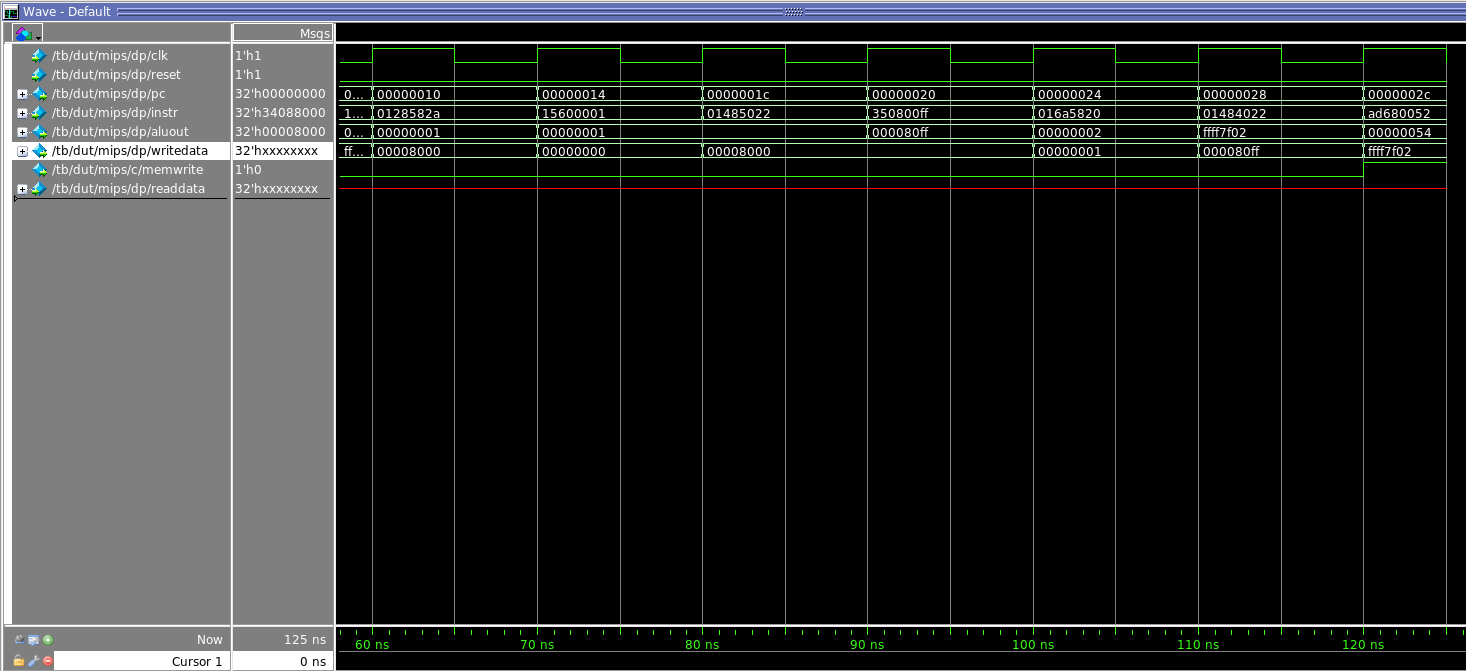 Wave - Default
Msgs
/tb/dut/mips/dp/clk 1'h1
/tb/dut/mips/dp/reset 1'h1
/tb/dut/mips/dp/pc 32'h00000000 0... 00000010 00000014 0000001c 00000020 00000024 00000028 0000002c
/tb/dut/mips/dp/instr 32'h34088000 1... 0128582a 15600001 01485022 350800ff 016a5820 01484022 ad680052
/tb/dut/mips/dp/aluout 32'h00008000 0... 00000001 00000001 000080ff 00000002 ffff7f02 00000054
/tb/dut/mips/dp/writedata 32'hxxxxxxxx ff... 00008000 00000000 00008000 00000001 000080ff ffff7f02
/tb/dut/mips/c/memwrite 1'h0
/tb/dut/mips/dp/readdata 32'hxxxxxxxx
Now 125 ns 60 ns 70 ns 80 ns 90 ns 100 ns 110 ns 120 ns
Cursor 1 0 ns